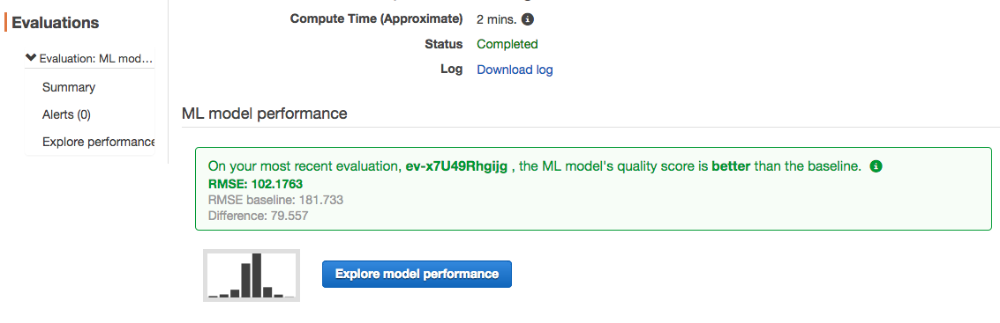 Evaluations
Evaluation: ML mod...
Summary
Alerts (0)
Explore performance
Compute Time (Approximate) 2 mins.
Status Completed
Log Download log
ML model performance
On your most recent evaluation, ev-x7U49Rhgijg , the ML model's quality score is better than the baseline.
RMSE: 102.1763
RMSE baseline: 181.733
Difference: 79.557
Explore model performance